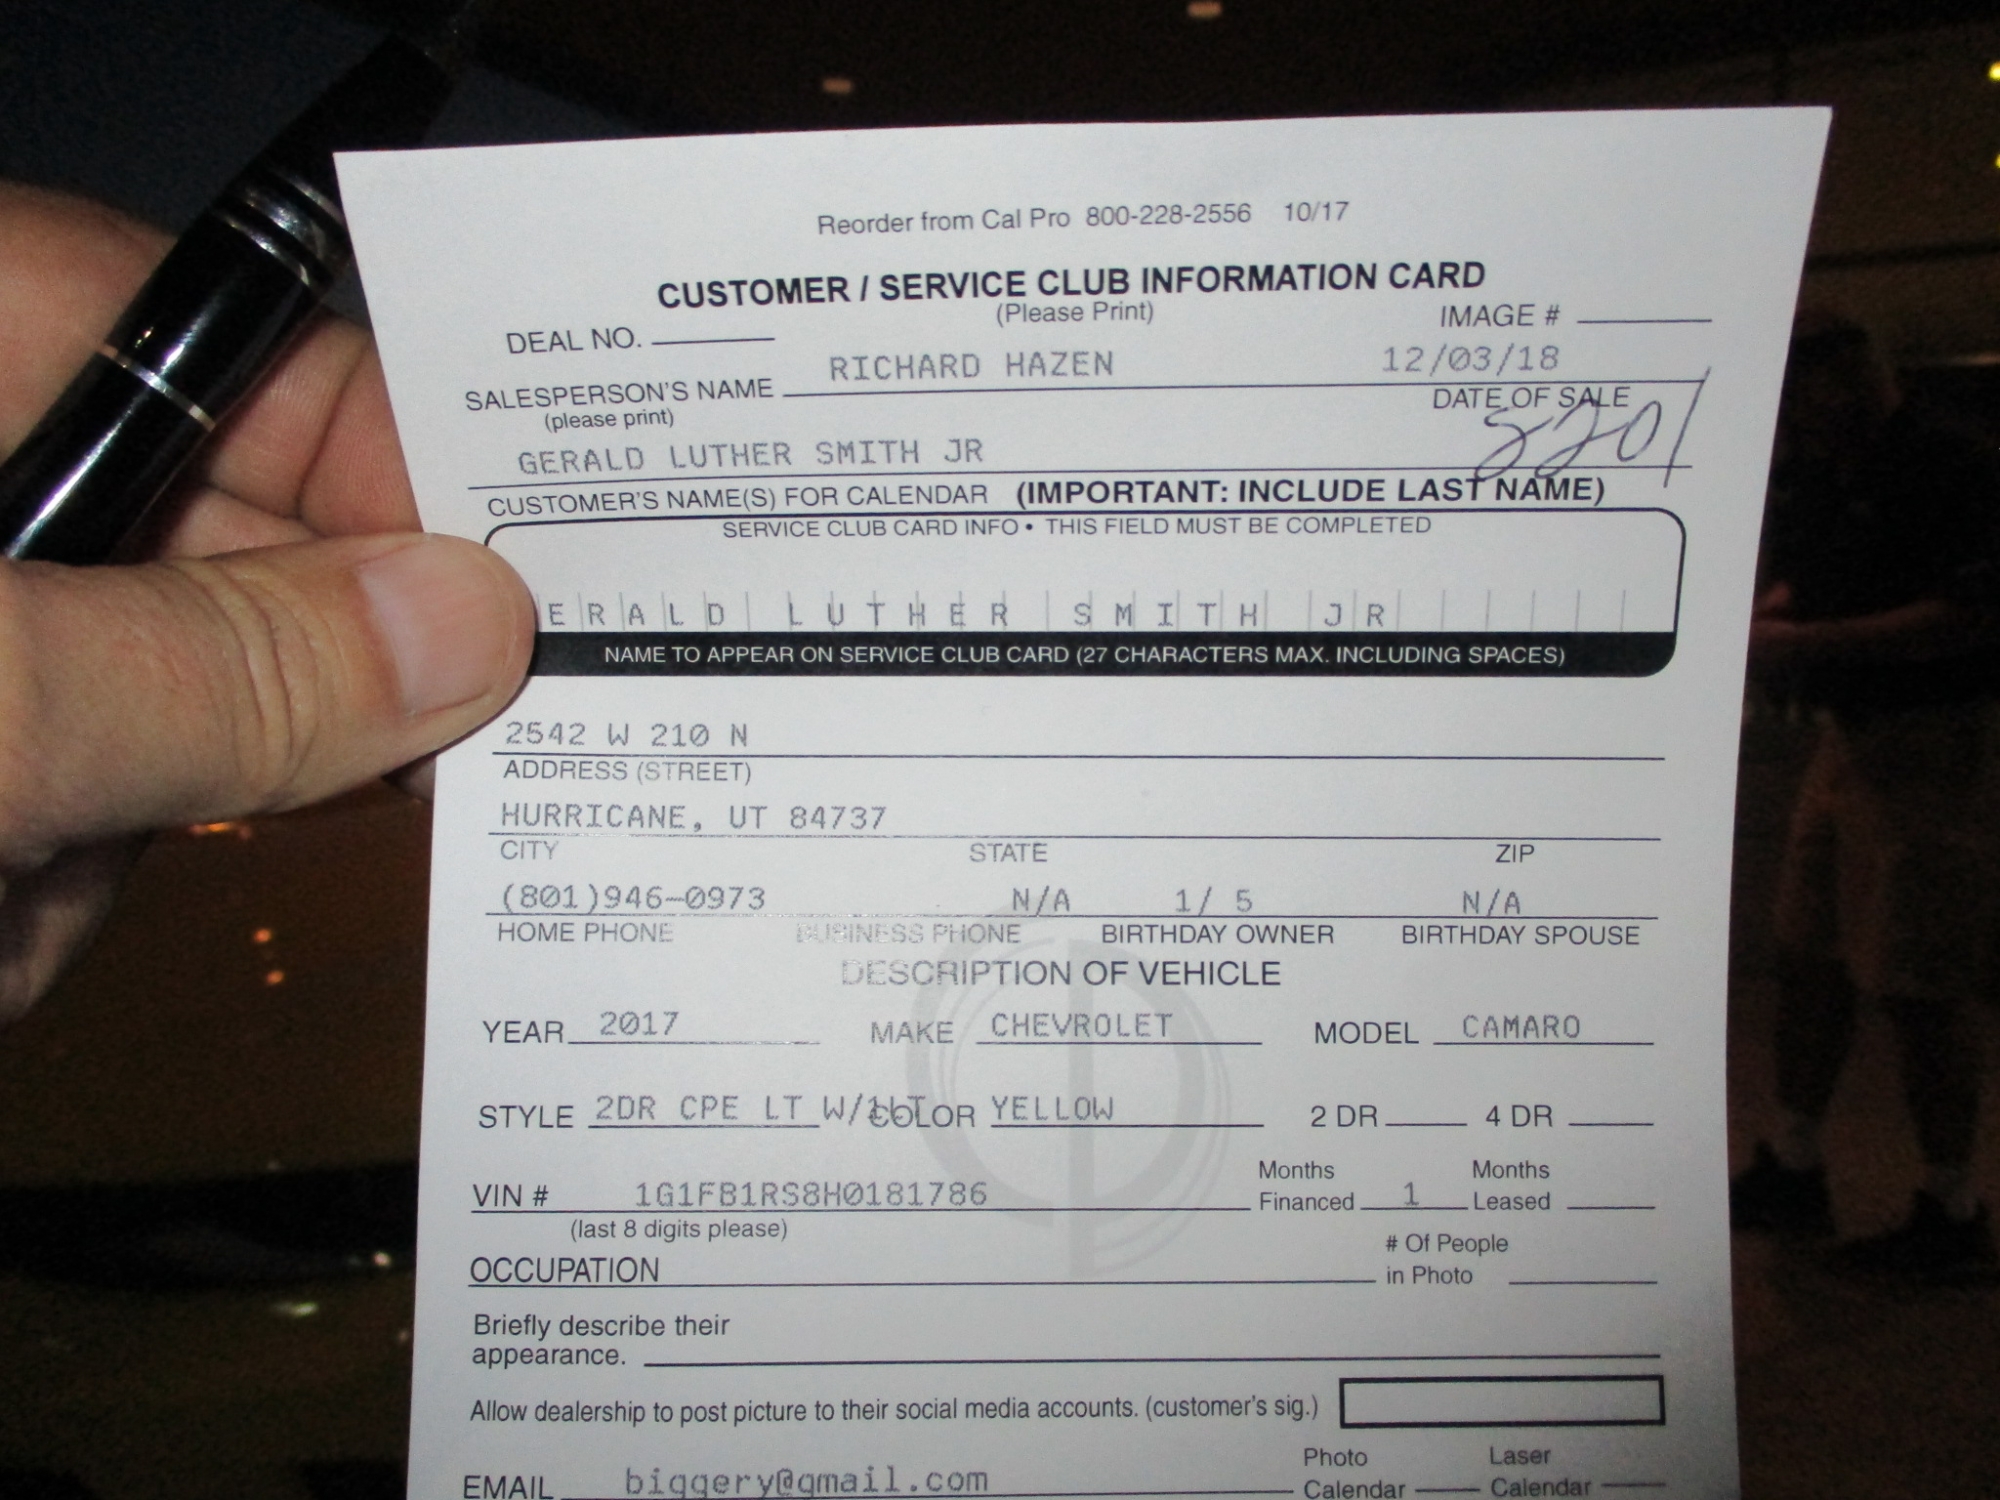 Reorder from Cal Pro 800-228-2556 10/17
CUSTOMER / SERVICE CLUB INFORMATION CARD
(Please Print)
DEAL NO. IMAGE #
RICHARD HAZEN 12/03/18
SALESPERSON'S NAME DATE OF SALE
(please print)
8201
GERALD LUTHER SMITH JR
CUSTOMER'S NAME(S) FOR CALENDAR (IMPORTANT: INCLUDE LAST NAME)
SERVICE CLUB CARD INFO • THIS FIELD MUST BE COMPLETED
ERALD LUTHER SMITH JR
NAME TO APPEAR ON SERVICE CLUB CARD (27 CHARACTERS MAX. INCLUDING SPACES)
2542 W 210 N
ADDRESS (STREET)
HURRICANE, UT 84737
CITY STATE ZIP
(801)946-0973 N/A 1/ 5 N/A
HOME PHONE BUSINESS PHONE BIRTHDAY OWNER BIRTHDAY SPOUSE
DESCRIPTION OF VEHICLE
YEAR 2017 MAKE CHEVROLET MODEL CAMARO
STYLE 2DR CPE LT W/1LT COLOR YELLOW 2 DR 4 DR
VIN # 1G1FB1RS8H0181786 Months Financed 1 Months Leased
(last 8 digits please)
OCCUPATION # Of People in Photo
Briefly describe their
appearance.
Allow dealership to post picture to their social media accounts. (customer's sig.)
EMAIL biggery@gmail.com Photo Calendar Laser Calendar